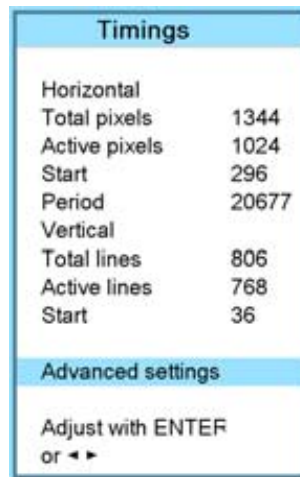 Timings
Horizontal
Total pixels 1344
Active pixels 1024
Start 296
Period 20677
Vertical
Total lines 806
Active lines 768
Start 36
Advanced settings
Adjust with ENTER
or ◄ ►